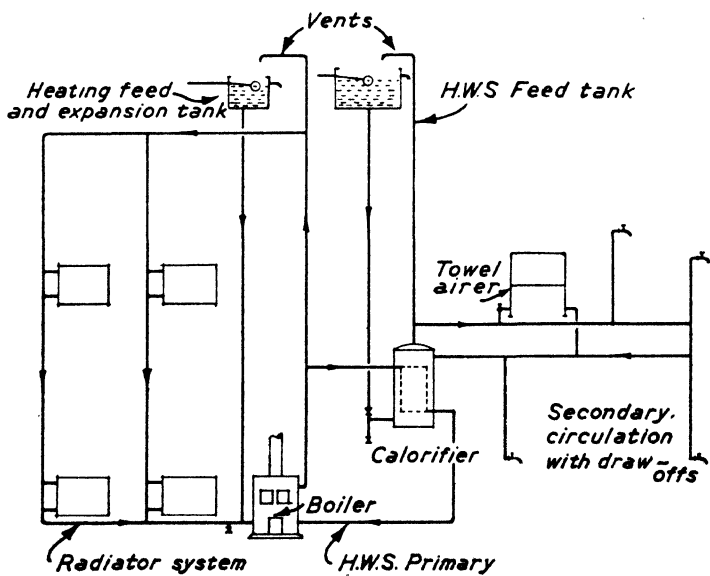 Vents
Heating feed
and expansion tank
H.W.S Feed tank
Towel
airer
Secondary.
circulation
with draw-
offs
Calorifier
Boiler
Radiator system
H.W.S. Primary